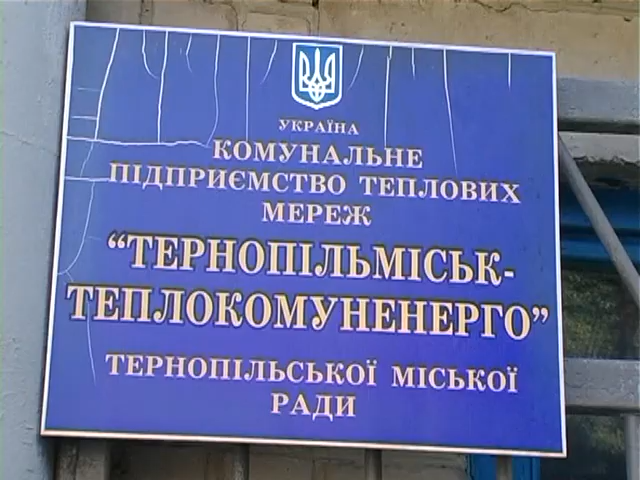 УКРАЇНА
КОМУНАЛЬНЕ
ПІДПРИЄМСТВО ТЕПЛОВИХ
МЕРЕЖ
“ТЕРНОПІЛЬМІСЬК-
ТЕПЛОКОМУНЕНЕРГО”
ТЕРНОПІЛЬСЬКОЇ МІСЬКОЇ
РАДИ